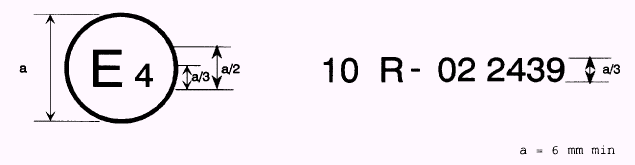 a E 4 a/3 a/2 10 R - 02 2439 a/3
a = 6 mm min